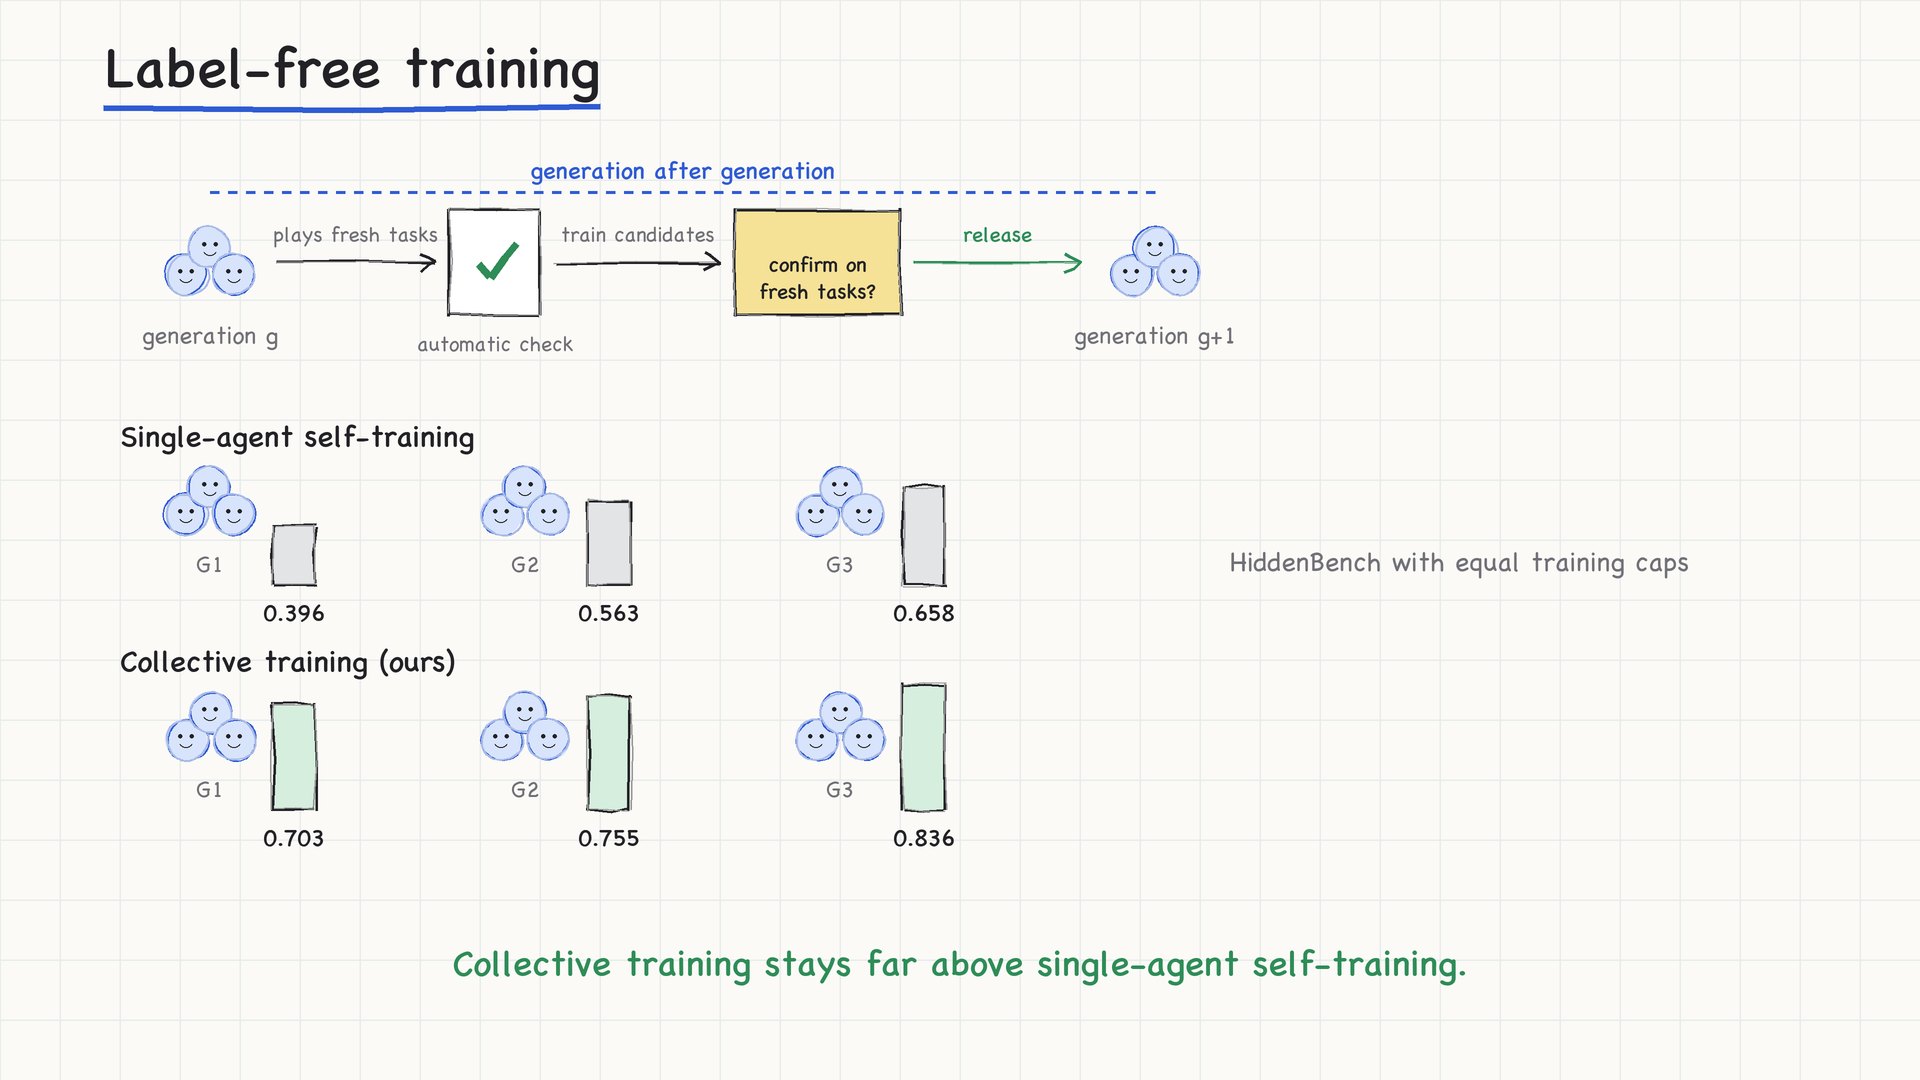 Label-free training
generation after generation
plays fresh tasks
train candidates
release
confirm on
fresh tasks?
generation g
automatic check
generation g+1
Single-agent self-training
G1
0.396
G2
0.563
G3
0.658
HiddenBench with equal training caps
Collective training (ours)
G1
0.703
G2
0.755
G3
0.836
Collective training stays far above single-agent self-training.